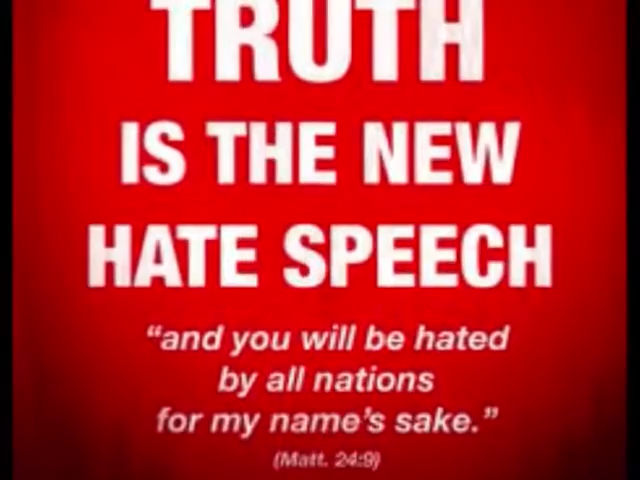 TRUTH
IS THE NEW
HATE SPEECH
“and you will be hated
by all nations
for my name’s sake.”
(Matt. 24:9)